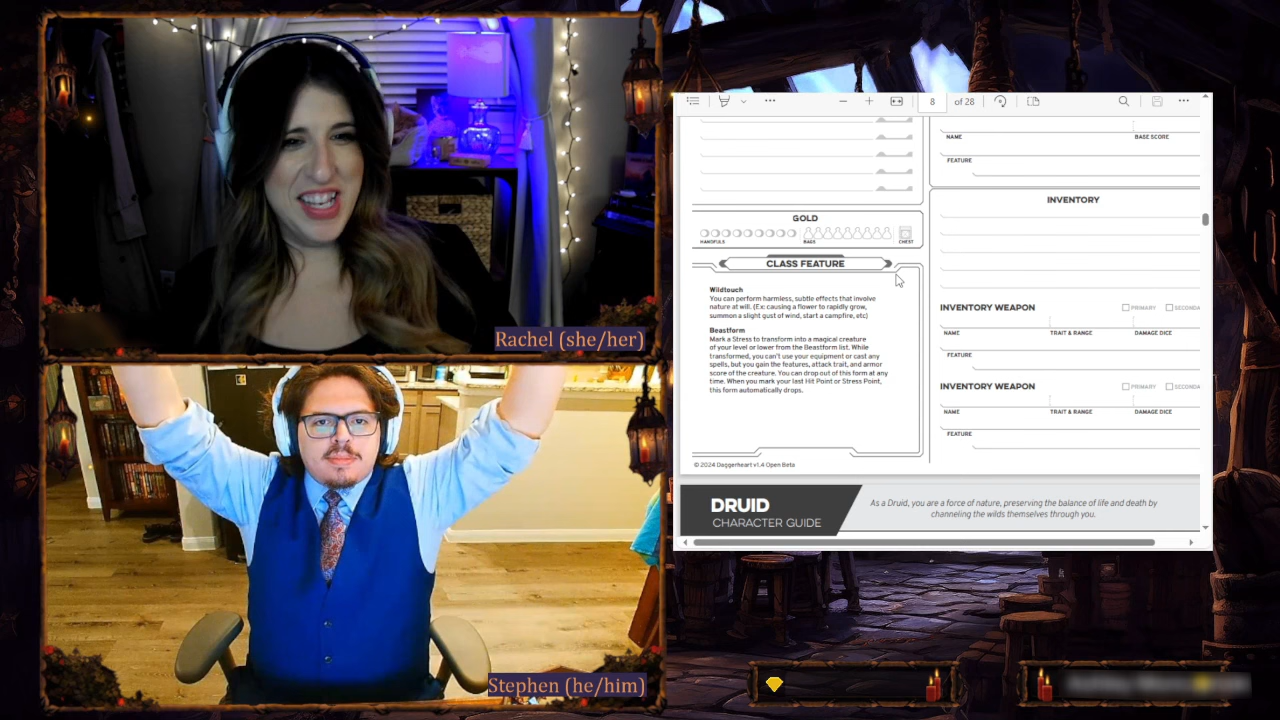 Rachel (she/her)
Stephen (he/him)
8 of 28
NAME
BASE SCORE
FEATURE
GOLD
HANDFULS
BAGS
CHEST
CLASS FEATURE
Wildtouch
You can perform harmless, subtle effects that involve
nature at will. (Ex: causing a flower to rapidly grow,
summon a slight gust of wind, start a campfire, etc)
Beastform
Mark a Stress to transform into a magical creature
of your level or lower from the Beastform list. While
transformed, you can't use your equipment or cast any
spells, but you gain the features, attack trait, and armor
score of the creature. You can drop out of this form at any
time. When you mark your last Hit Point or Stress Point,
this form automatically drops.
© 2024 Daggerheart v1.4 Open Beta
INVENTORY
INVENTORY WEAPON
PRIMARY
SECONDA
NAME
TRAIT & RANGE
DAMAGE DICE
FEATURE
INVENTORY WEAPON
PRIMARY
SECONDA
NAME
TRAIT & RANGE
DAMAGE DICE
FEATURE
DRUID
CHARACTER GUIDE
As a Druid, you are a force of nature, preserving the balance of life and death by
channeling the wilds themselves through you.